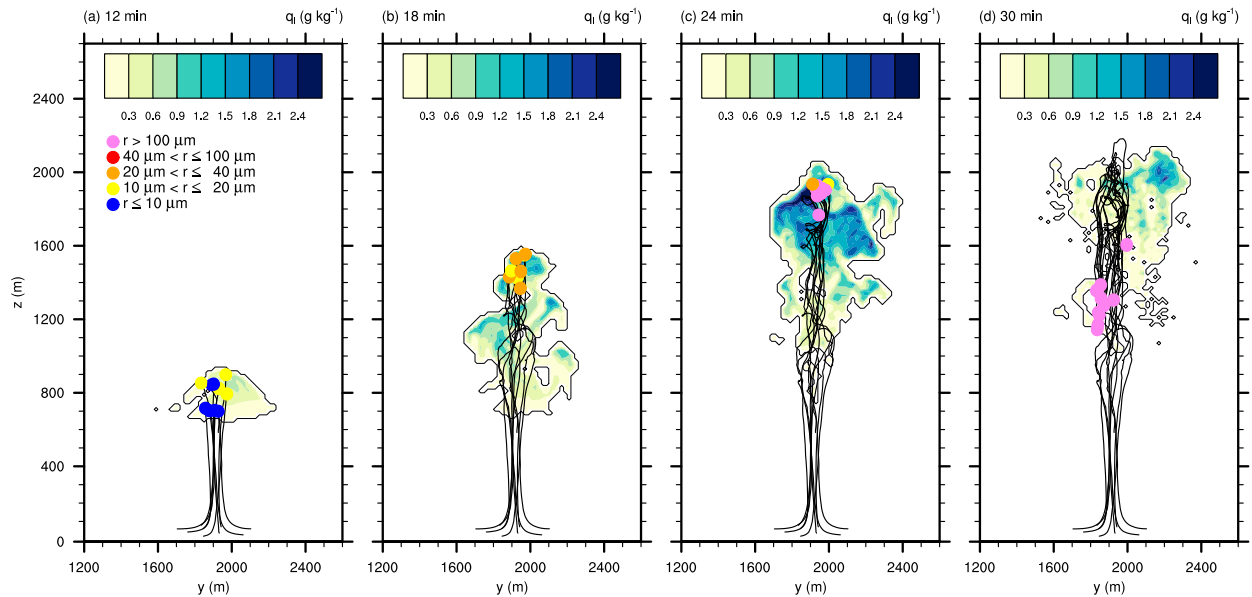 (a) 12 min qₗ (g kg⁻¹)
(b) 18 min qₗ (g kg⁻¹)
(c) 24 min qₗ (g kg⁻¹)
(d) 30 min qₗ (g kg⁻¹)
0.3 0.6 0.9 1.2 1.5 1.8 2.1 2.4
0.3 0.6 0.9 1.2 1.5 1.8 2.1 2.4
0.3 0.6 0.9 1.2 1.5 1.8 2.1 2.4
0.3 0.6 0.9 1.2 1.5 1.8 2.1 2.4
r > 100 µm
40 µm < r ≤ 100 µm
20 µm < r ≤ 40 µm
10 µm < r ≤ 20 µm
r ≤ 10 µm
z (m)
2400
2000
1600
1200
800
400
0
1200 1600 2000 2400
1200 1600 2000 2400
1200 1600 2000 2400
1200 1600 2000 2400
y (m)
y (m)
y (m)
y (m)